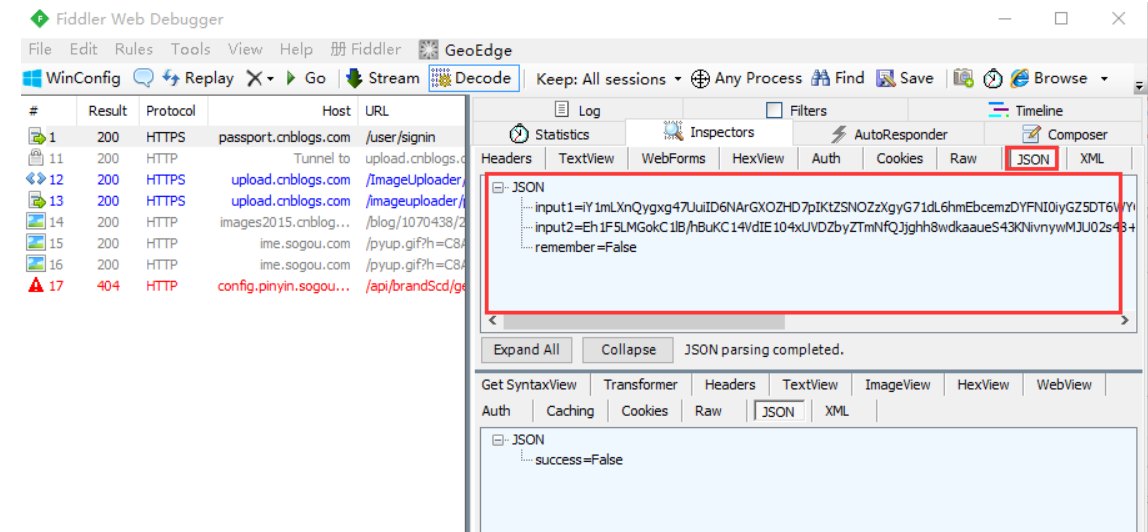 Fiddler Web Debugger
File Edit Rules Tools View Help 册 Fiddler GeoEdge
WinConfig Replay Go Stream Decode Keep: All sessions Any Process Find Save Browse
# Result Protocol Host URL
1 200 HTTPS passport.cnblogs.com /user/signin
11 200 HTTP Tunnel to upload.cnblogs.c
12 200 HTTPS upload.cnblogs.com /ImageUploader/
13 200 HTTPS upload.cnblogs.com /imageuploader/
14 200 HTTP images2015.cnblog... /blog/1070438/2
15 200 HTTP ime.sogou.com /pyup.gif?h=C8A
16 200 HTTP ime.sogou.com /pyup.gif?h=C8A
17 404 HTTP config.pinyin.sogou... /api/brandScd/ge
Log Filters Timeline
Statistics Inspectors AutoResponder Composer
Headers TextView WebForms HexView Auth Cookies Raw JSON XML
JSON
input1=iY1mLXnQygxg47UuiID6NArGXOZHD7pIKtZSNOZzXgyG71dL6hmEbcemzDYFNI0iyGZ5DT6WY
input2=Eh1F5LMGokC1lB/hBuKC14VdIE104xUVDZbyZTmNfQJjghh8wdkaaueS43KNivnywMJU02s43+
remember=False
Expand All Collapse JSON parsing completed.
Get SyntaxView Transformer Headers TextView ImageView HexView WebView
Auth Caching Cookies Raw JSON XML
JSON
success=False